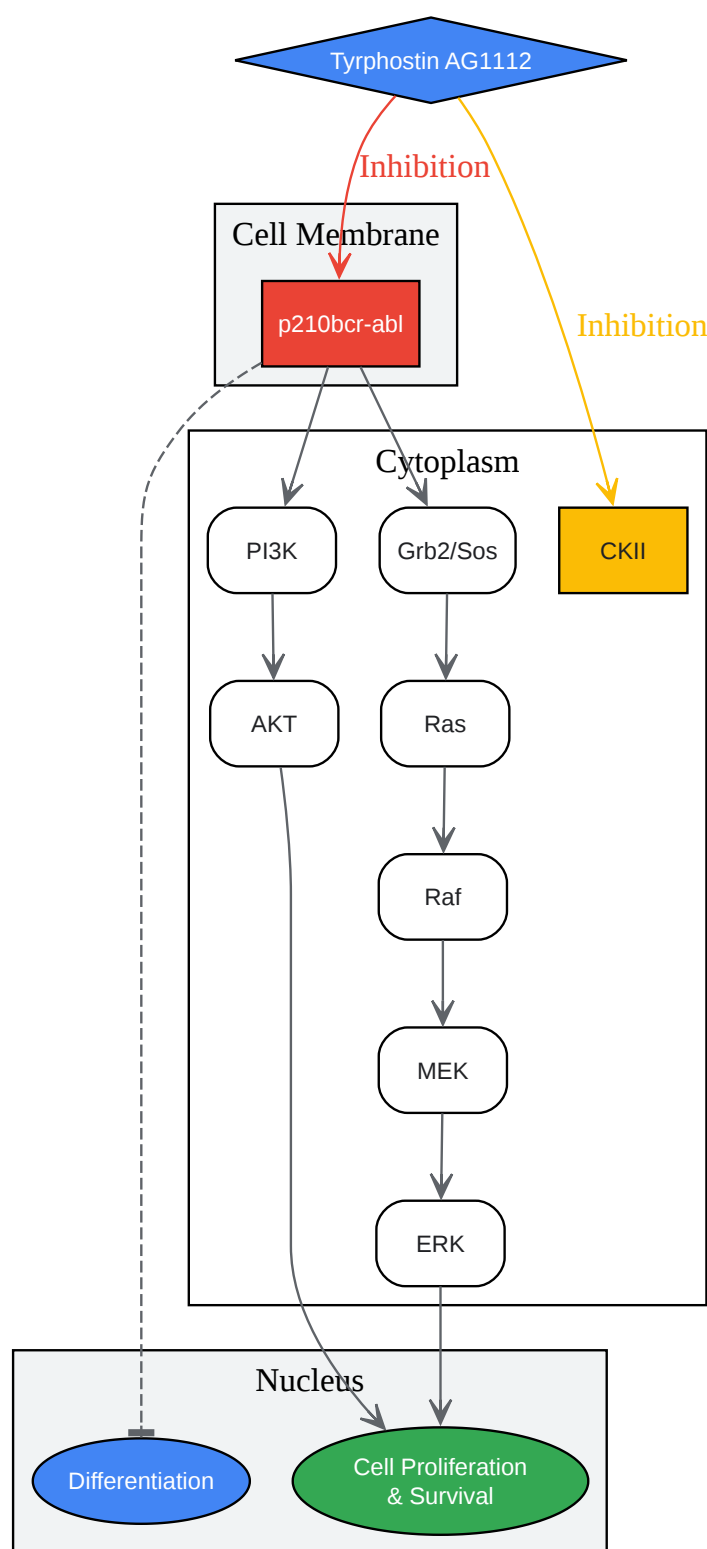 Tyrphostin AG1112
Inhibition
Cell Membrane
p210bcr-abl
Inhibition
Cytoplasm
PI3K
Grb2/Sos
CKII
AKT
Ras
Raf
MEK
ERK
Nucleus
Differentiation
Cell Proliferation
& Survival